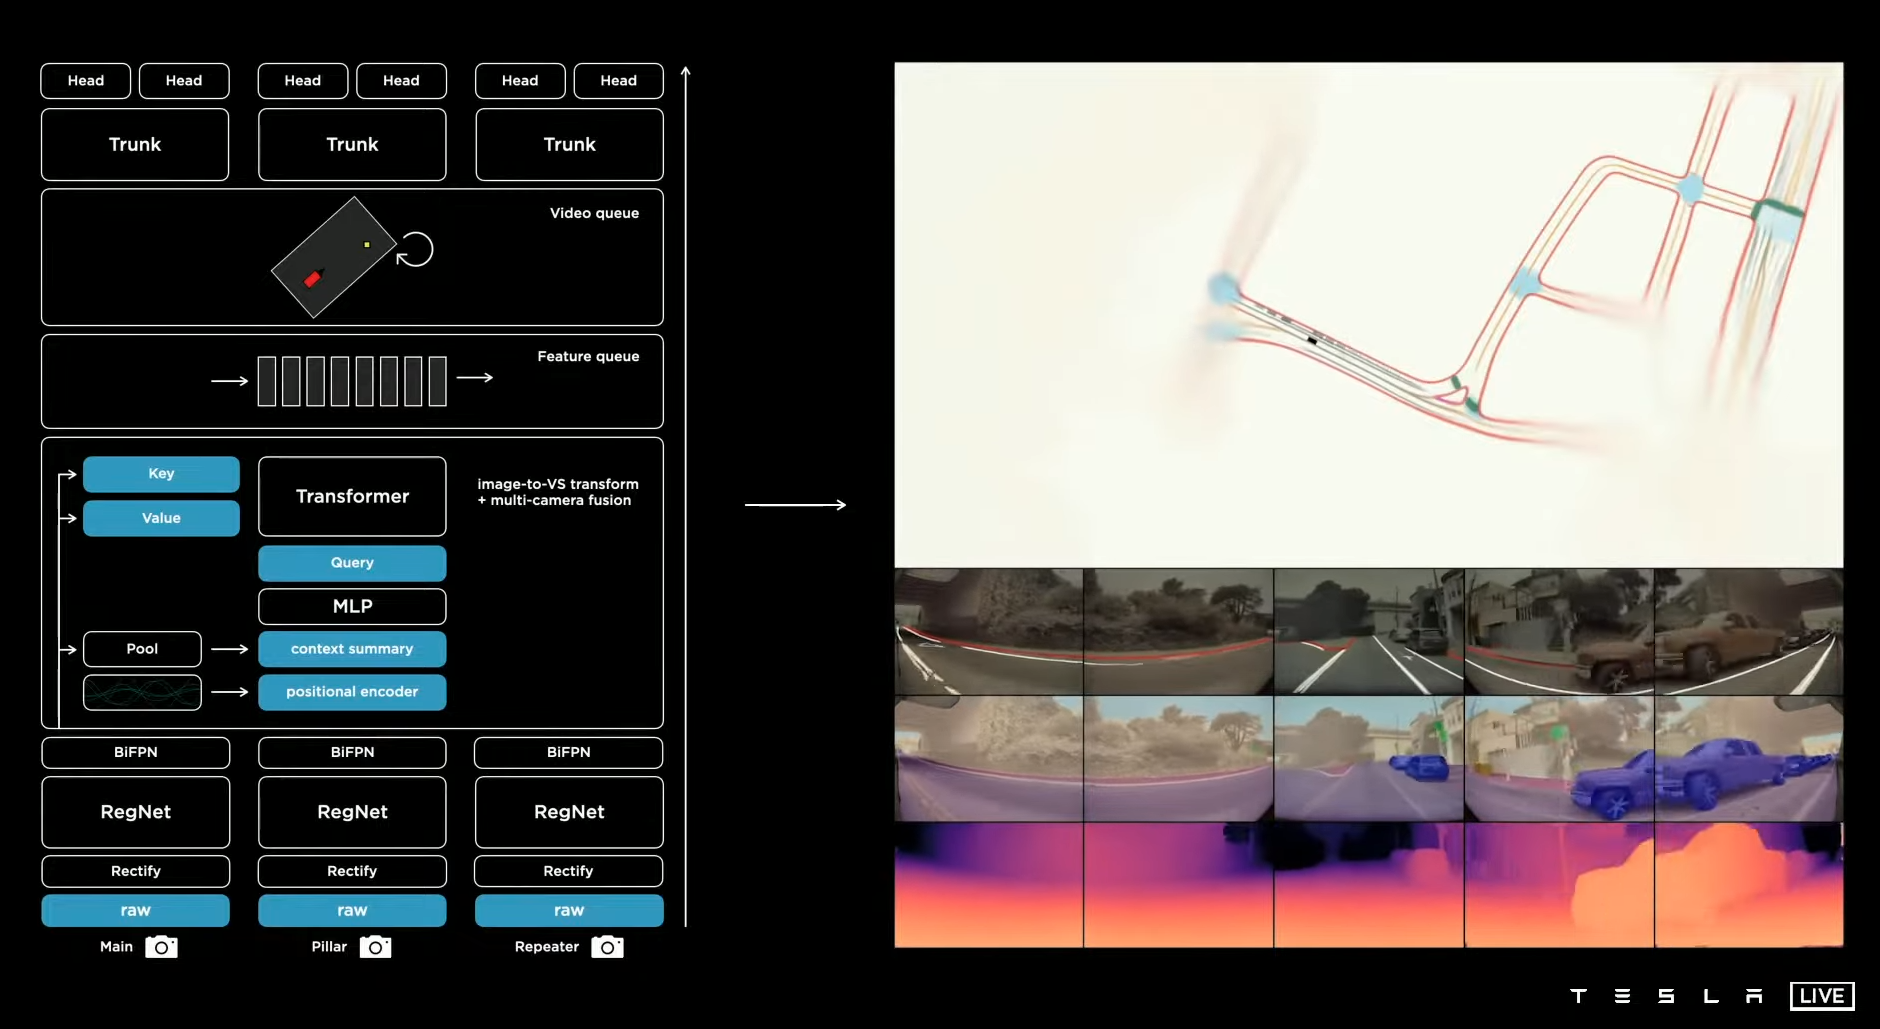 Head Head Head Head Head Head
Trunk Trunk Trunk
Video queue
Feature queue
Key
Value
Transformer
image-to-VS transform
+ multi-camera fusion
Query
MLP
Pool
context summary
positional encoder
BiFPN BiFPN BiFPN
RegNet RegNet RegNet
Rectify Rectify Rectify
raw raw raw
Main Pillar Repeater
TESLA LIVE